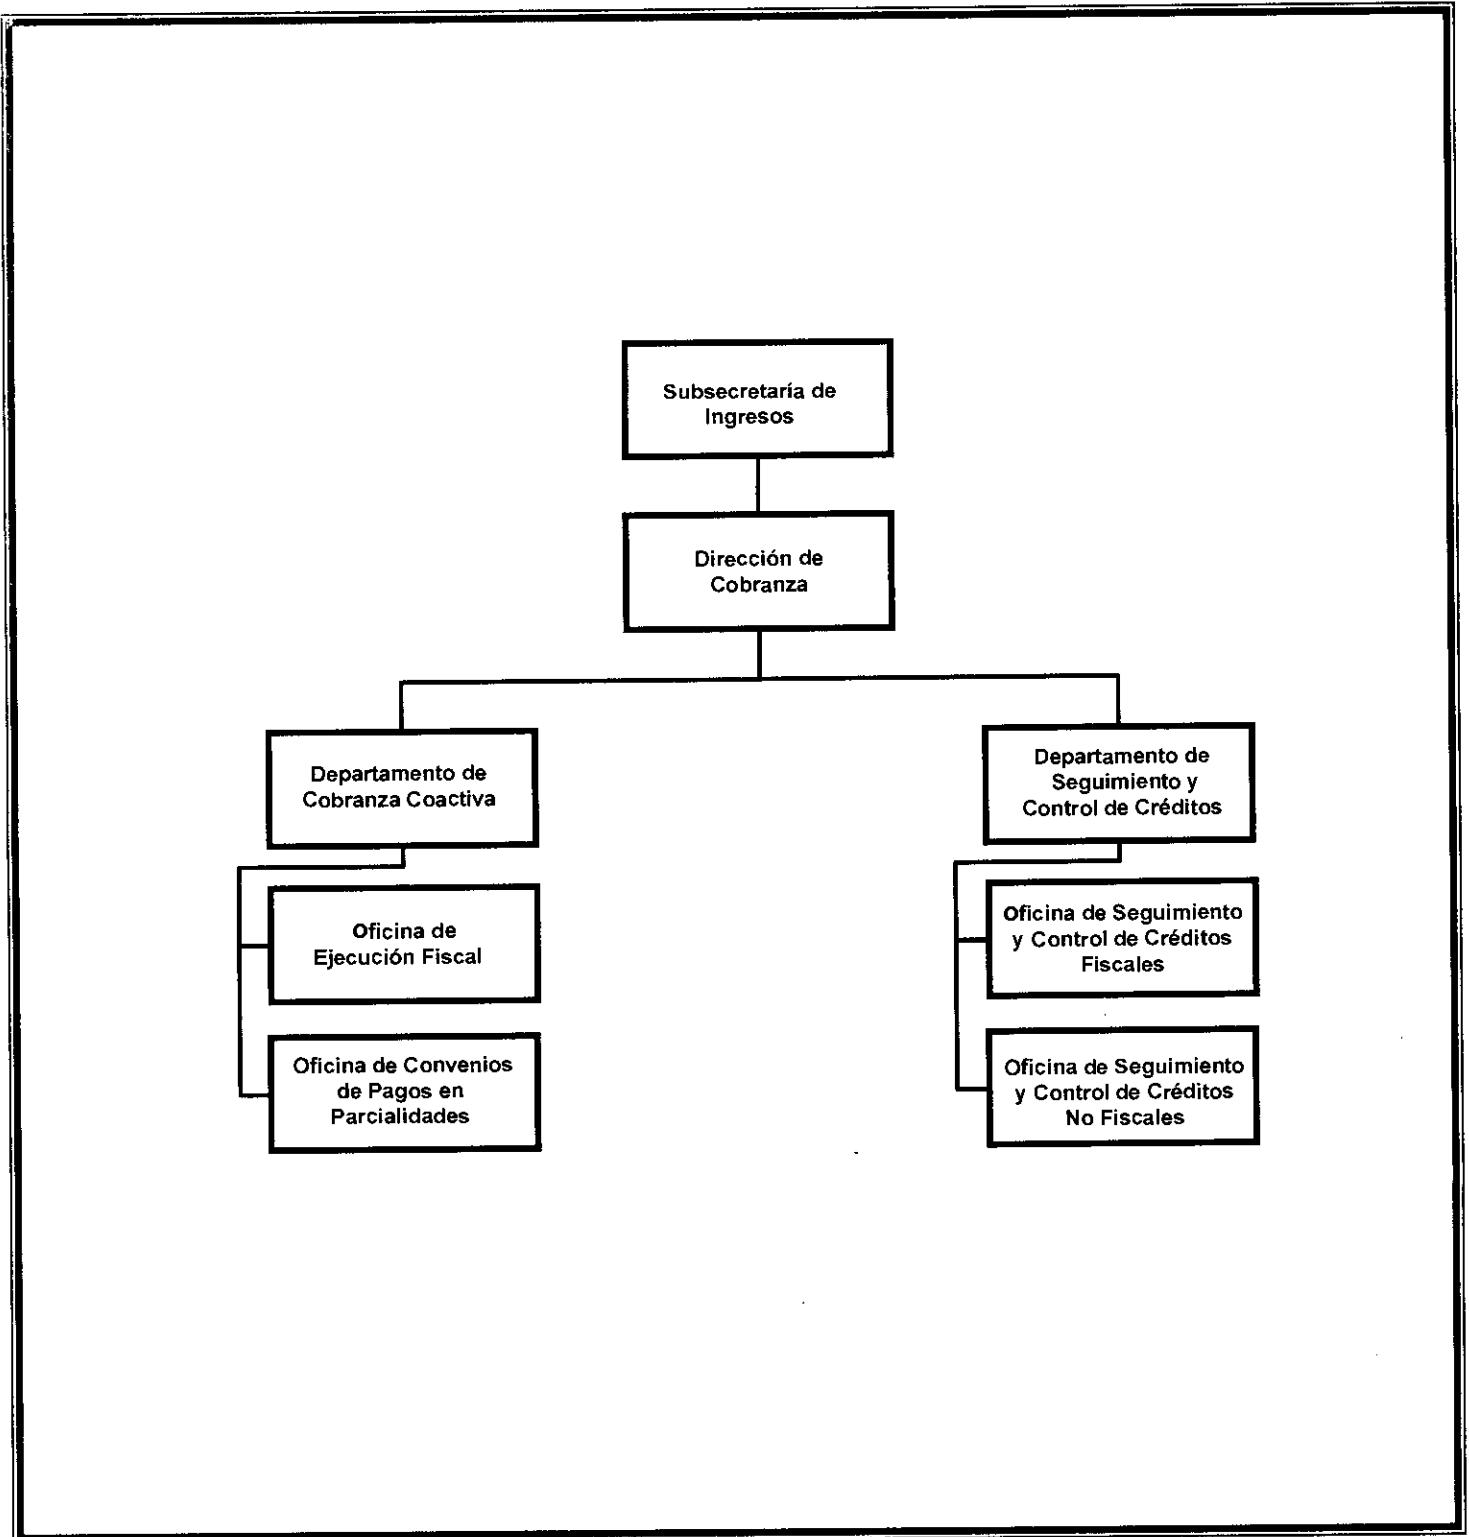 Subsecretaría de
Ingresos
Dirección de
Cobranza
Departamento de
Cobranza Coactiva
Departamento de
Seguimiento y
Control de Créditos
Oficina de
Ejecución Fiscal
Oficina de Seguimiento
y Control de Créditos
Fiscales
Oficina de Convenios
de Pagos en
Parcialidades
Oficina de Seguimiento
y Control de Créditos
No Fiscales